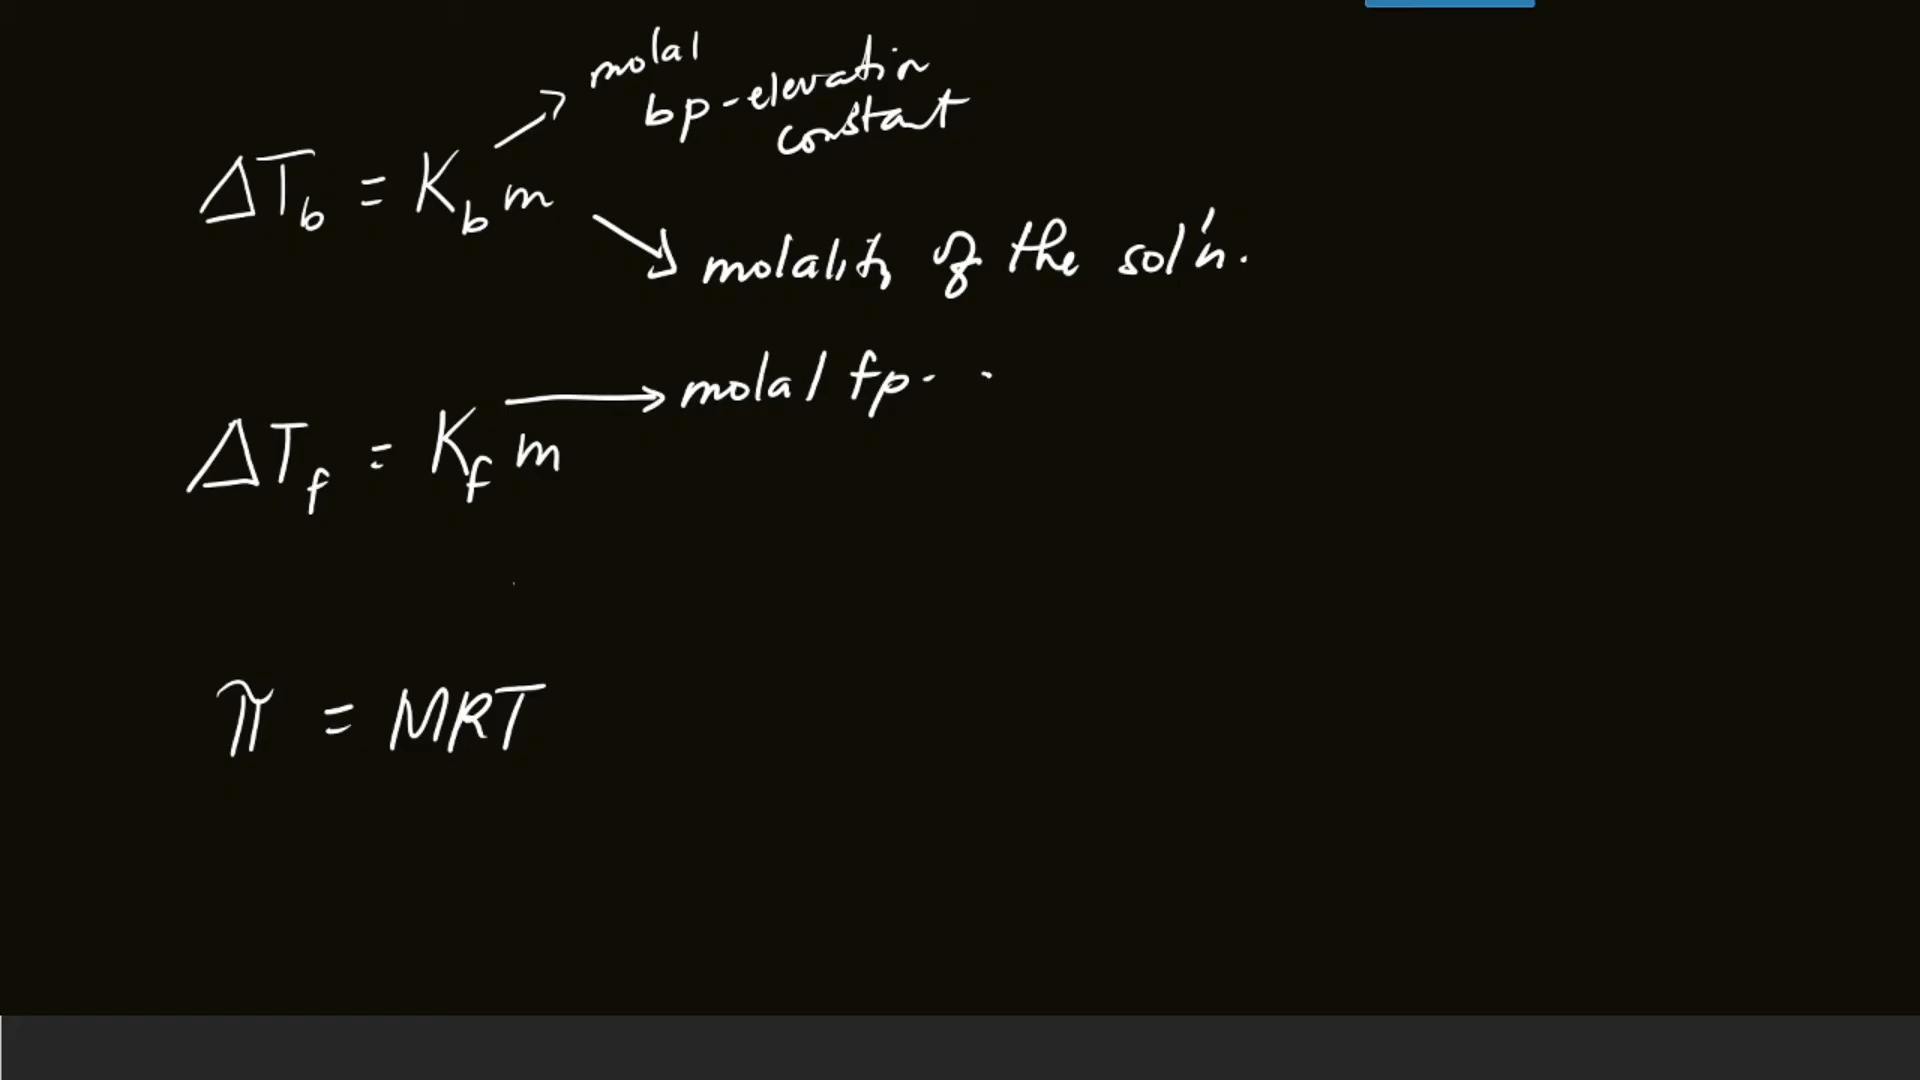 molal
bp-elevation
constant
ΔT_b = K_b m
molality of the sol'n.
molal fp- -
ΔT_f = K_f m
π = MRT